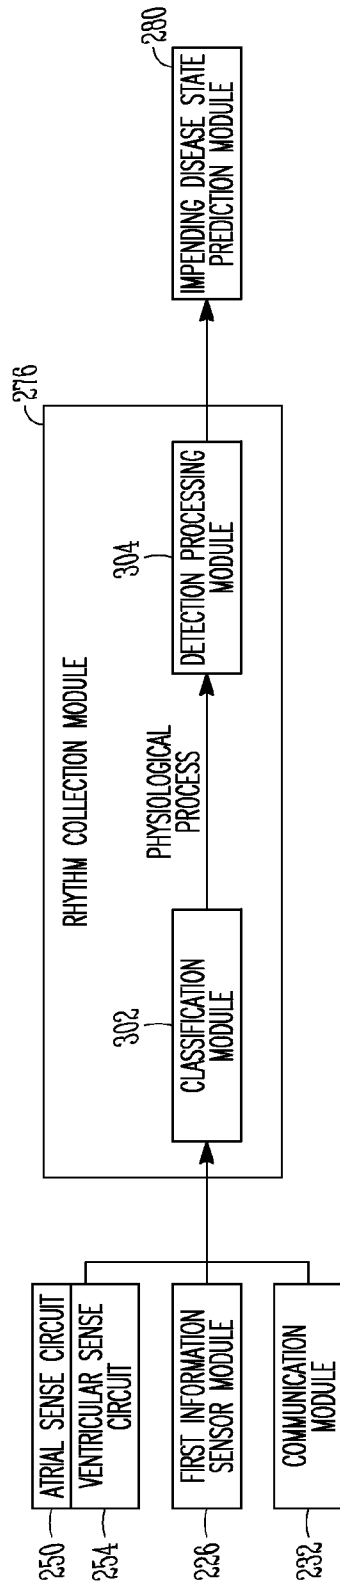 250
ATRIAL SENSE CIRCUIT
254
VENTRICULAR SENSE
CIRCUIT
226
FIRST INFORMATION
SENSOR MODULE
232
COMMUNICATION
MODULE
276
RHYTHM COLLECTION MODULE
302
CLASSIFICATION
MODULE
PHYSIOLOGICAL
PROCESS
304
DETECTION PROCESSING
MODULE
280
IMPENDING DISEASE STATE
PREDICTION MODULE